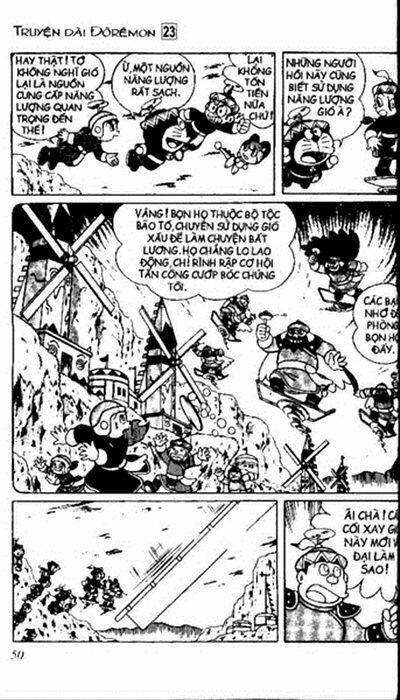 TRUYỆN DÀI ĐÔRÊMON 23
HAY THẬT! TỚ
KHÔNG NGHĨ GIÓ
LẠI LÀ NGUỒN
CUNG CẤP NĂNG
LƯỢNG QUAN
TRỌNG ĐẾN
THẾ!
Ừ, MỘT NGUỒN
NĂNG LƯỢNG
RẤT SẠCH.
LẠI
KHÔNG
TỐN
TIỀN
NỮA
CHỨ!
NHỮNG NGƯỜI
HỒI NÃY CŨNG
BIẾT SỬ DỤNG
NĂNG LƯỢNG
GIÓ À?
VÂNG! BỌN HỌ THUỘC BỘ TỘC
BÃO TỐ, CHUYÊN SỬ DỤNG GIÓ
XẤU ĐỂ LÀM CHUYỆN BẤT
LƯƠNG. HỌ CHẲNG LO LAO
ĐỘNG, CHỈ RÌNH RẬP CƠ HỘI
TẤN CÔNG CƯỚP BÓC CHÚNG
TÔI.
CÁC BẠ
NHỚ ĐỀ
PHÒNG
BỌN HỌ
ĐẤY.
ÁI CHÀ! C
CỐI XAY G
NÀY MỚI V
ĐẠI LÀM
SAO!
50